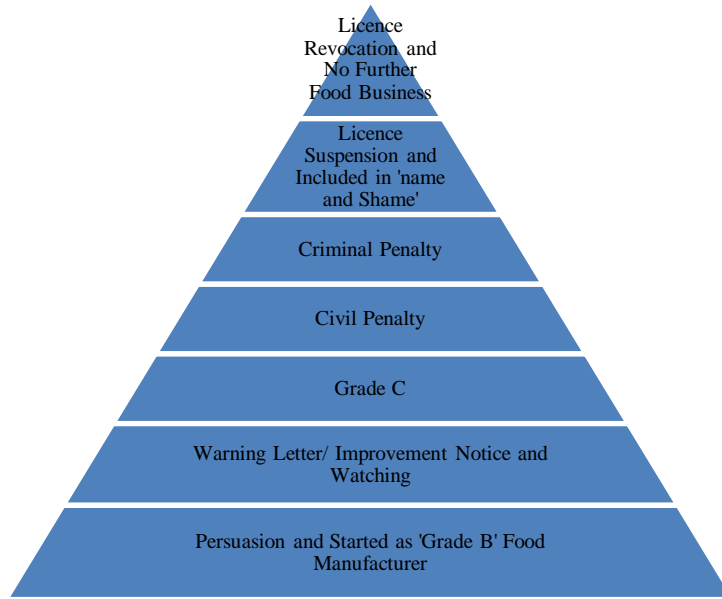 Licence
Revocation and
No Further
Food Business
Licence
Suspension and
Included in 'name
and Shame'
Criminal Penalty
Civil Penalty
Grade C
Warning Letter/ Improvement Notice and
Watching
Persuasion and Started as 'Grade B' Food
Manufacturer